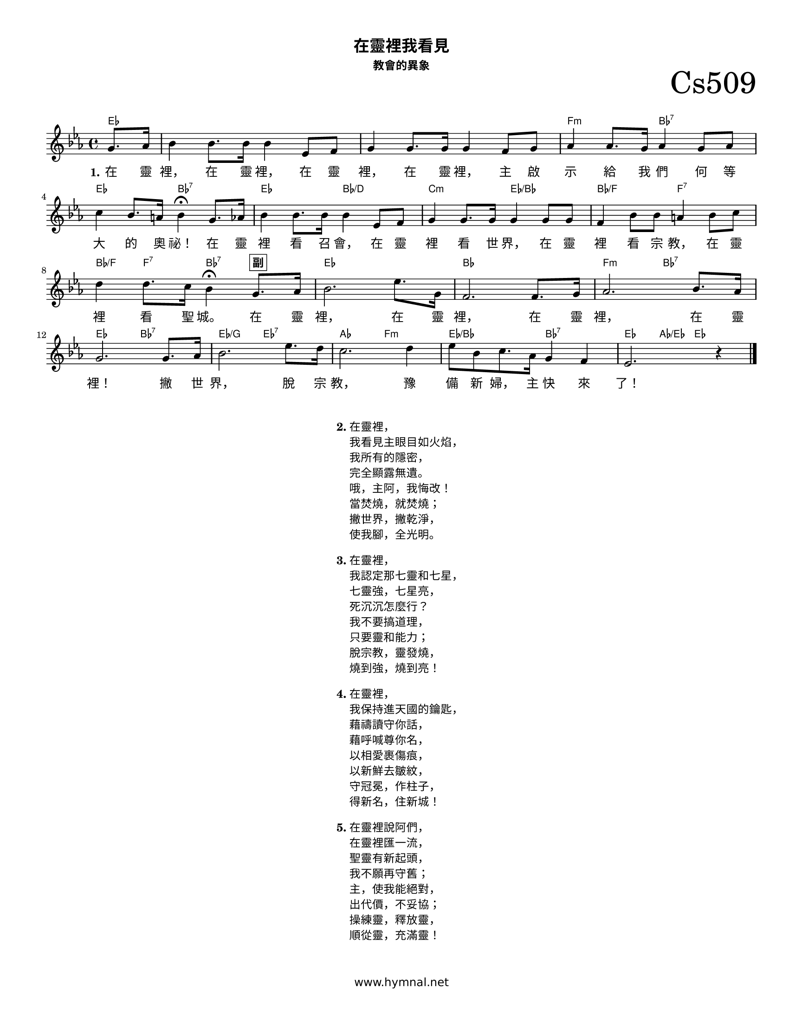 在靈裡我看見
教會的異象
Cs509
E♭ Fm B♭7
1. 在 靈 裡， 在 靈 裡， 在 靈 裡， 在 靈 裡， 主 啟 示 給 我 們 何 等
4 E♭ B♭7 E♭ B♭/D Cm E♭/B♭ B♭/F F7
大 的 奧 祕！ 在 靈 裡 看 召 會， 在 靈 裡 看 世 界， 在 靈 裡 看 宗 教， 在 靈
8 B♭/F F7 B♭7 副 E♭ B♭ Fm B♭7
裡 看 聖 城。 在 靈 裡， 在 靈 裡， 在 靈 裡， 在 靈
12 E♭ B♭7 E♭/G E♭7 A♭ Fm E♭/B♭ B♭7 E♭ A♭/E♭ E♭
裡！ 撇 世 界， 脫 宗 教， 豫 備 新 婦， 主 快 來 了！
2. 在靈裡，
我看見主眼目如火焰，
我所有的隱密，
完全顯露無遺。
哦，主阿，我悔改！
當焚燒，就焚燒；
撇世界，撇乾淨，
使我腳，全光明。
3. 在靈裡，
我認定那七靈和七星，
七靈強，七星亮，
死沉沉怎麼行？
我不要搞道理，
只要靈和能力；
脫宗教，靈發燒，
燒到強，燒到亮！
4. 在靈裡，
我保持進天國的鑰匙，
藉禱讀守你話，
藉呼喊尊你名，
以相愛裹傷痕，
以新鮮去皺紋，
守冠冕，作柱子，
得新名，住新城！
5. 在靈裡說阿們，
在靈裡匯一流，
聖靈有新起頭，
我不願再守舊；
主，使我能絕對，
出代價，不妥協；
操練靈，釋放靈，
順從靈，充滿靈！
www.hymnal.net